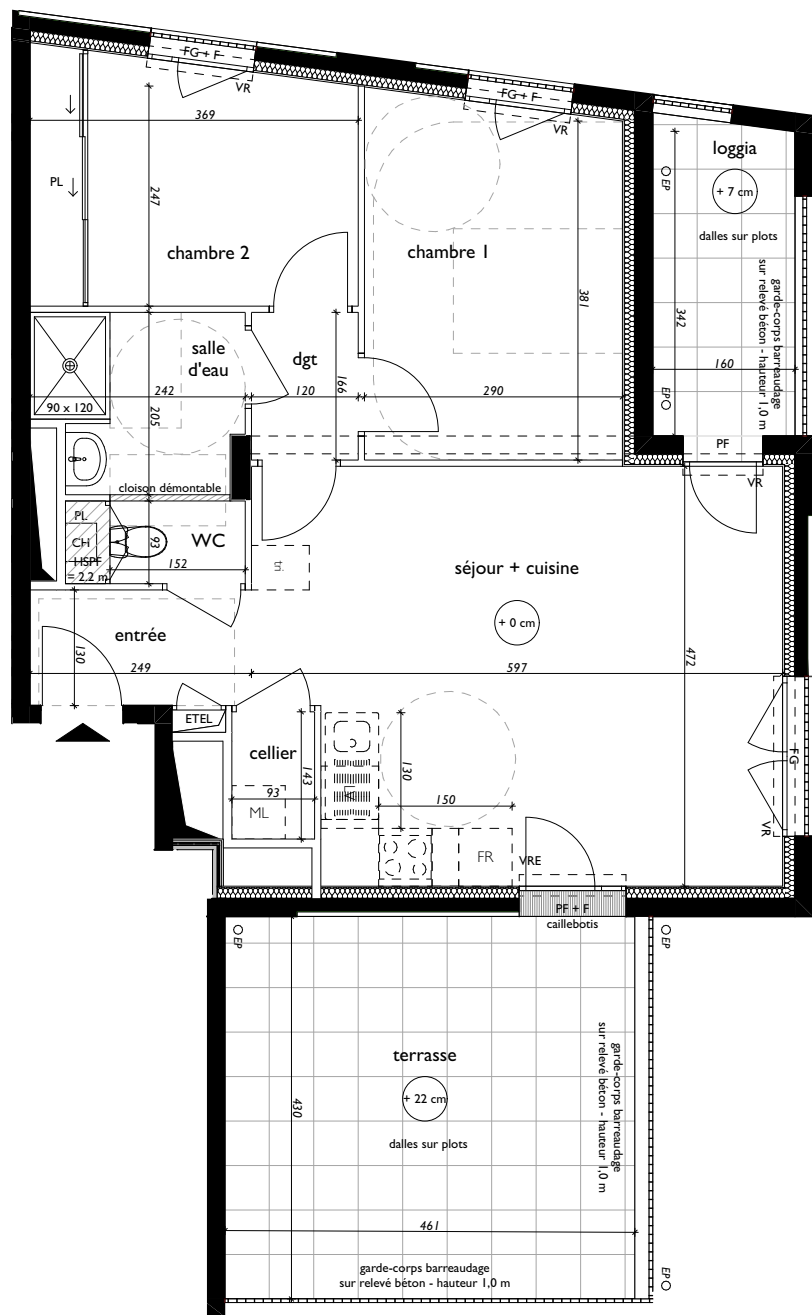 FG + F
VR
FG + F
VR
369
PL
247
chambre 2
chambre 1
381
loggia
+ 7 cm
EP
dalles sur plots
garde-corps barreaudage
sur relevé béton - hauteur 1,0 m
342
160
EP
PF
VR
salle
d'eau
dgt
242
120
166
290
90 x 120
205
cloison démontable
PL
CH
HSPF
= 2,2 m
93
WC
152
séjour + cuisine
+ 0 cm
entrée
130
249
597
472
ETEL
cellier
143
93
ML
130
150
FR
FG
VR
VRE
PF + F
caillebotis
EP
EP
terrasse
+ 22 cm
dalles sur plots
430
garde-corps barreaudage
sur relevé béton - hauteur 1,0 m
461
garde-corps barreaudage
sur relevé béton - hauteur 1,0 m
EP